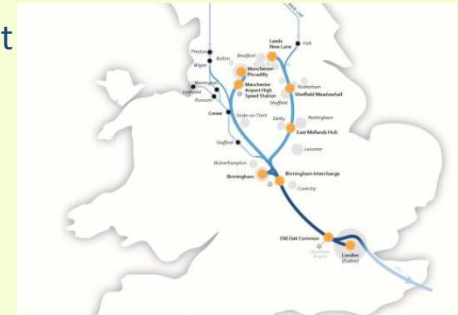 t
Leeds
New Lane
York
Preston
Bradford
Bolton
Wigan
Manchester
Piccadilly
Rotherham
Warrington
Manchester
Airport High
Speed Station
Sheffield Meadowhall
Liverpool
Sheffield
Runcorn
Crewe
Stoke-on-Trent
Derby
Nottingham
East Midlands Hub
Stafford
Leicester
Wolverhampton
Birmingham Interchange
Birmingham
Coventry
Old Oak Common
London
(Euston)